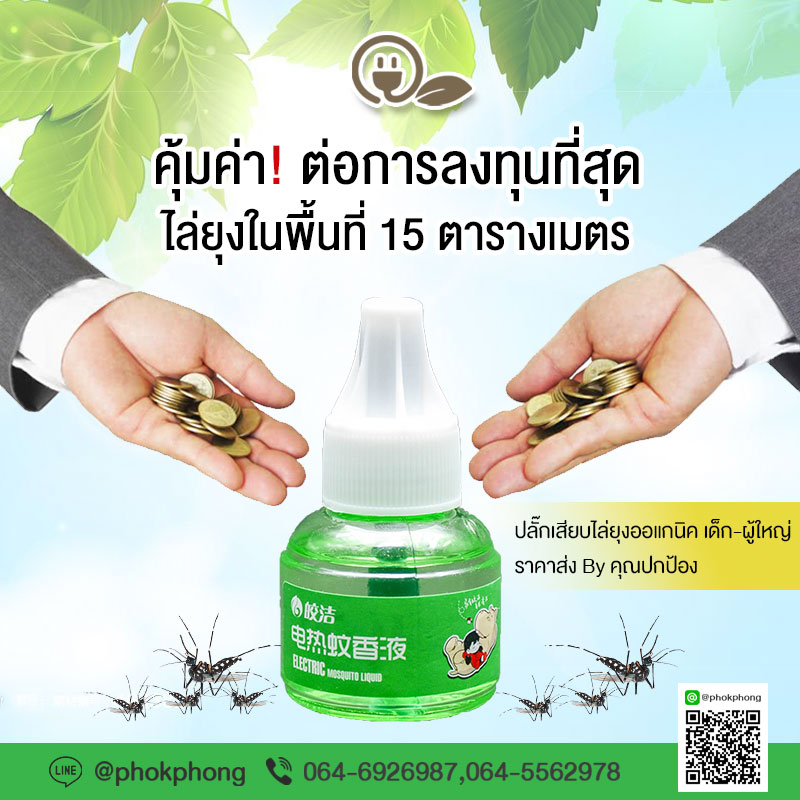 คุ้มค่า! ต่อการลงทุนที่สุด
ไล่ยุงในพื้นที่ 15 ตารางเมตร
ปลั๊กเสียบไล่ยุงออแกนิค เด็ก-ผู้ใหญ่
ราคาส่ง By คุณปกป้อง
皎洁
电热蚊香液
ELECTRIC MOSQUITO LIQUID
@phokphong
LINE @phokphong 064-6926987,064-5562978